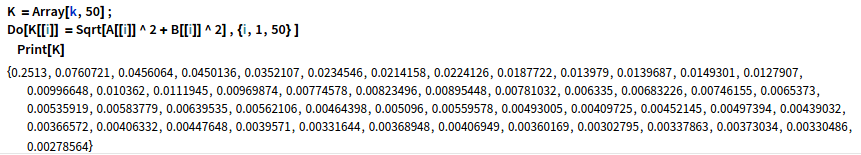 K = Array[k, 50] ;
Do[K[[i]] = Sqrt[A[[i]] ^ 2 + B[[i]] ^ 2] , {i, 1, 50} ]
Print[K]
{0.2513, 0.0760721, 0.0456064, 0.0450136, 0.0352107, 0.0234546, 0.0214158, 0.0224126, 0.0187722, 0.013979, 0.0139687, 0.0149301, 0.0127907,
0.00996648, 0.010362, 0.0111945, 0.00969874, 0.00774578, 0.00823496, 0.00895448, 0.00781032, 0.006335, 0.00683226, 0.00746155, 0.0065373,
0.00535919, 0.00583779, 0.00639535, 0.00562106, 0.00464398, 0.005096, 0.00559578, 0.00493005, 0.00409725, 0.00452145, 0.00497394, 0.00439032,
0.00366572, 0.00406332, 0.00447648, 0.0039571, 0.00331644, 0.00368948, 0.00406949, 0.00360169, 0.00302795, 0.00337863, 0.00373034, 0.00330486,
0.00278564}